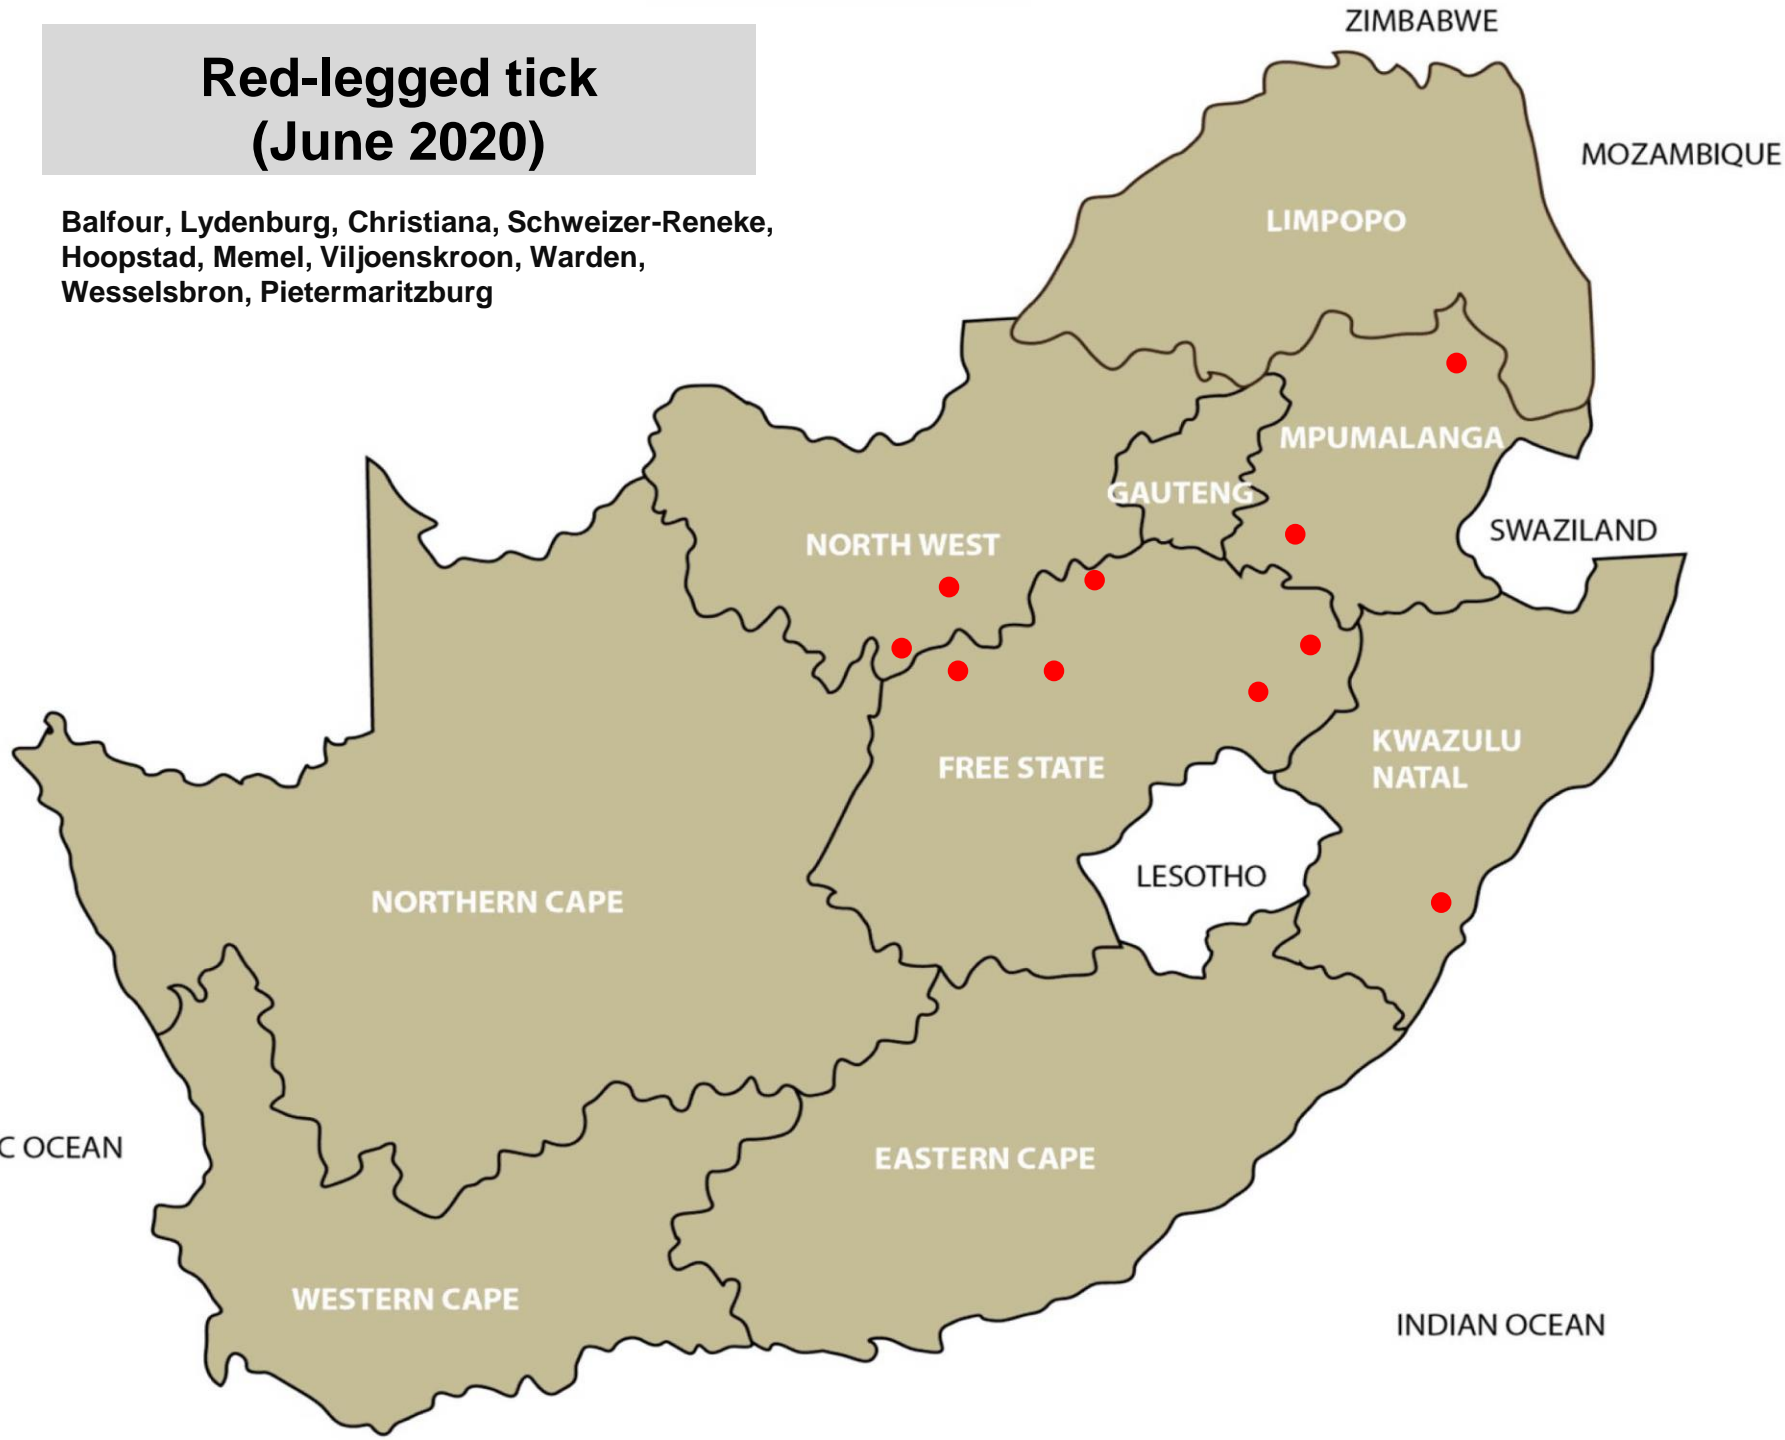 Red-legged tick
(June 2020)
Balfour, Lydenburg, Christiana, Schweizer-Reneke,
Hoopstad, Memel, Viljoenskroon, Warden,
Wesselsbron, Pietermaritzburg
ZIMBABWE
MOZAMBIQUE
LIMPOPO
MPUMALANGA
GAUTENG
SWAZILAND
NORTH WEST
KWAZULU
NATAL
FREE STATE
LESOTHO
NORTHERN CAPE
C OCEAN
EASTERN CAPE
WESTERN CAPE
INDIAN OCEAN